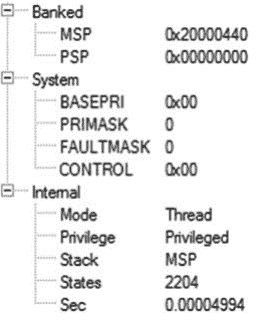 Banked
MSP 0x20000440
PSP 0x00000000
System
BASEPRI 0x00
PRIMASK 0
FAULTMASK 0
CONTROL 0x00
Internal
Mode Thread
Privilege Privileged
Stack MSP
States 2204
Sec 0.00004994